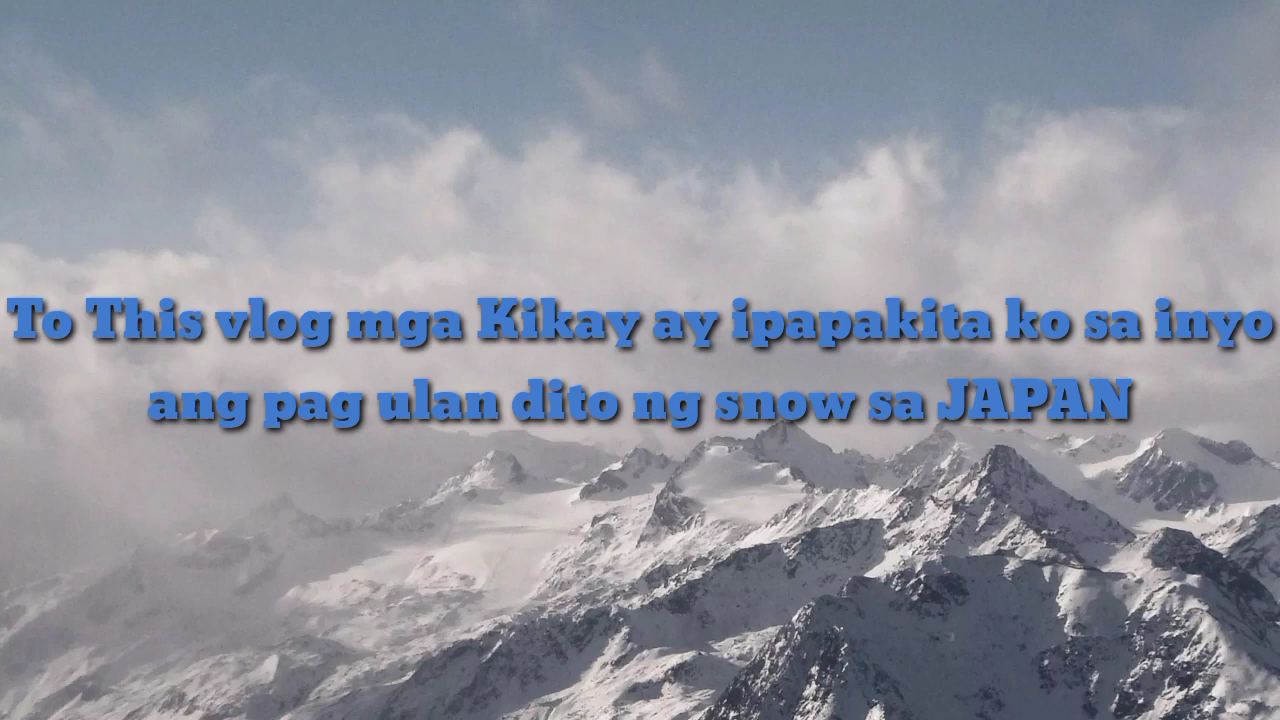 To This vlog mga Kikay ay ipapakita ko sa inyo
ang pag ulan dito ng snow sa JAPAN